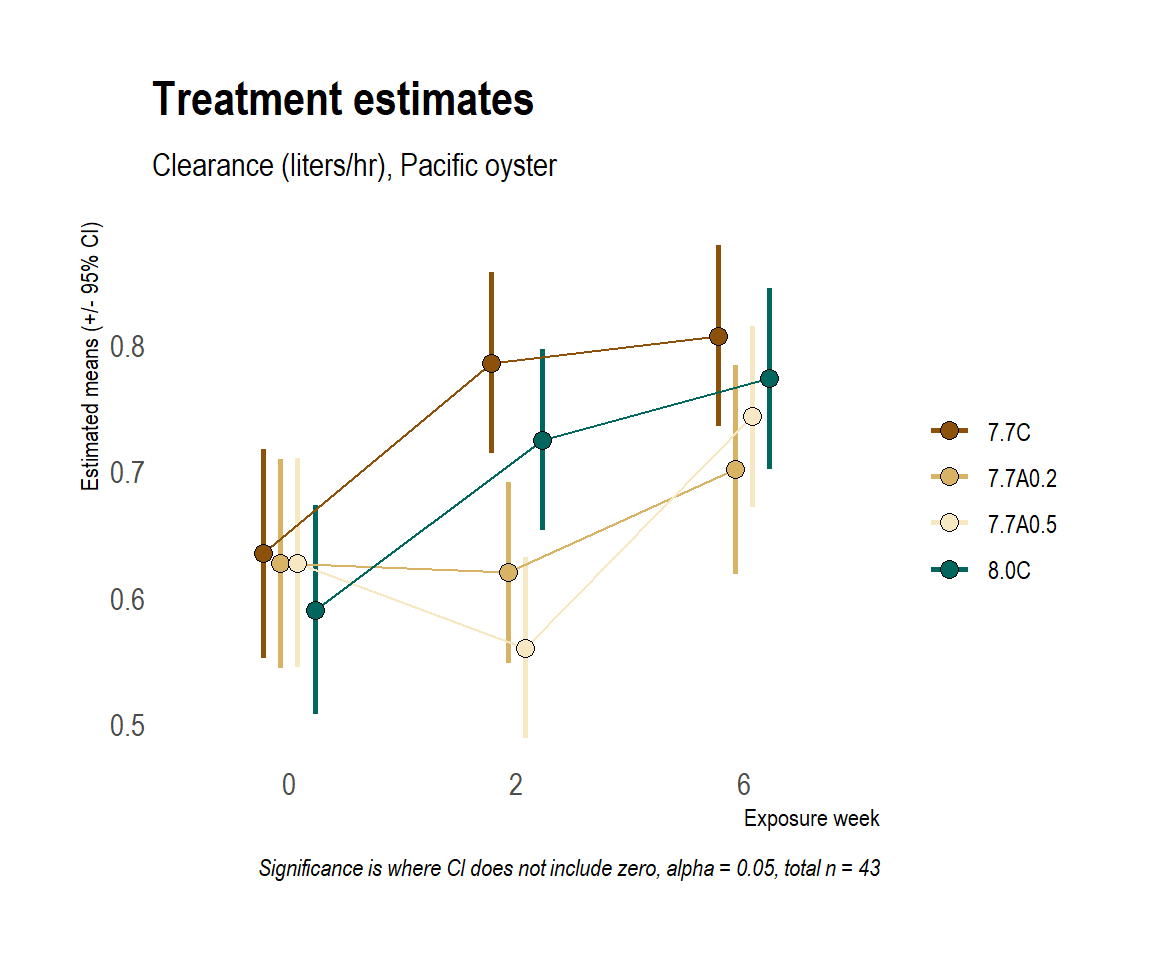 Treatment estimates
Clearance (liters/hr), Pacific oyster
Estimated means (+/- 95% CI)
0.8
0.7
0.6
0.5
0
2
6
Exposure week
7.7C
7.7A0.2
7.7A0.5
8.0C
Significance is where CI does not include zero, alpha = 0.05, total n = 43